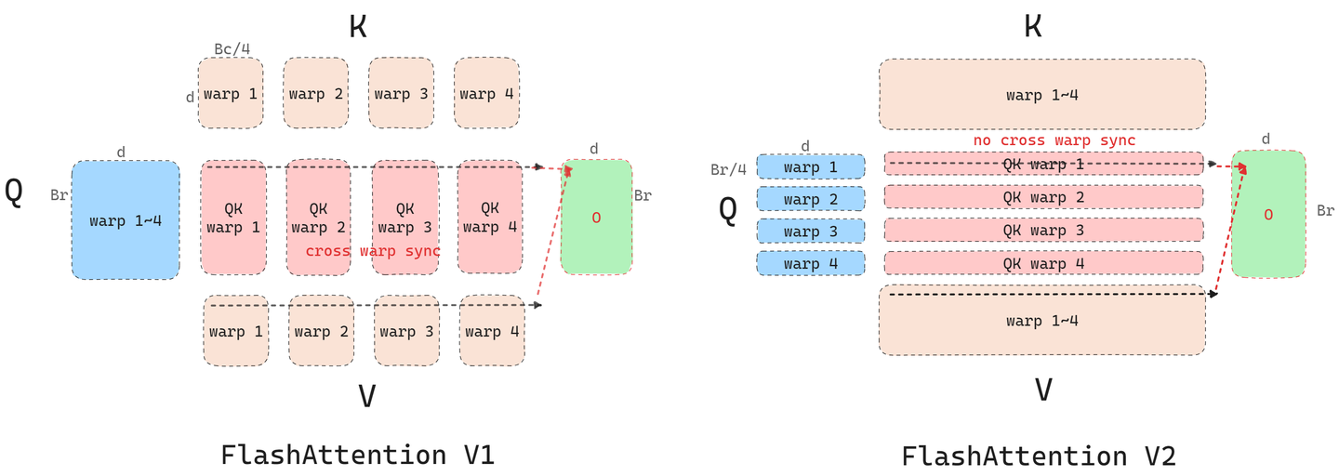 K
Bc/4
d
warp 1
warp 2
warp 3
warp 4
d
d
Q
Br
warp 1~4
QK
warp 1
QK
warp 2
QK
warp 3
QK
warp 4
cross warp sync
O
Br
warp 1
warp 2
warp 3
warp 4
V
FlashAttention V1
K
warp 1~4
no cross warp sync
d
d
Br/4
Q
warp 1
warp 2
warp 3
warp 4
QK warp 1
QK warp 2
QK warp 3
QK warp 4
O
Br
warp 1~4
V
FlashAttention V2